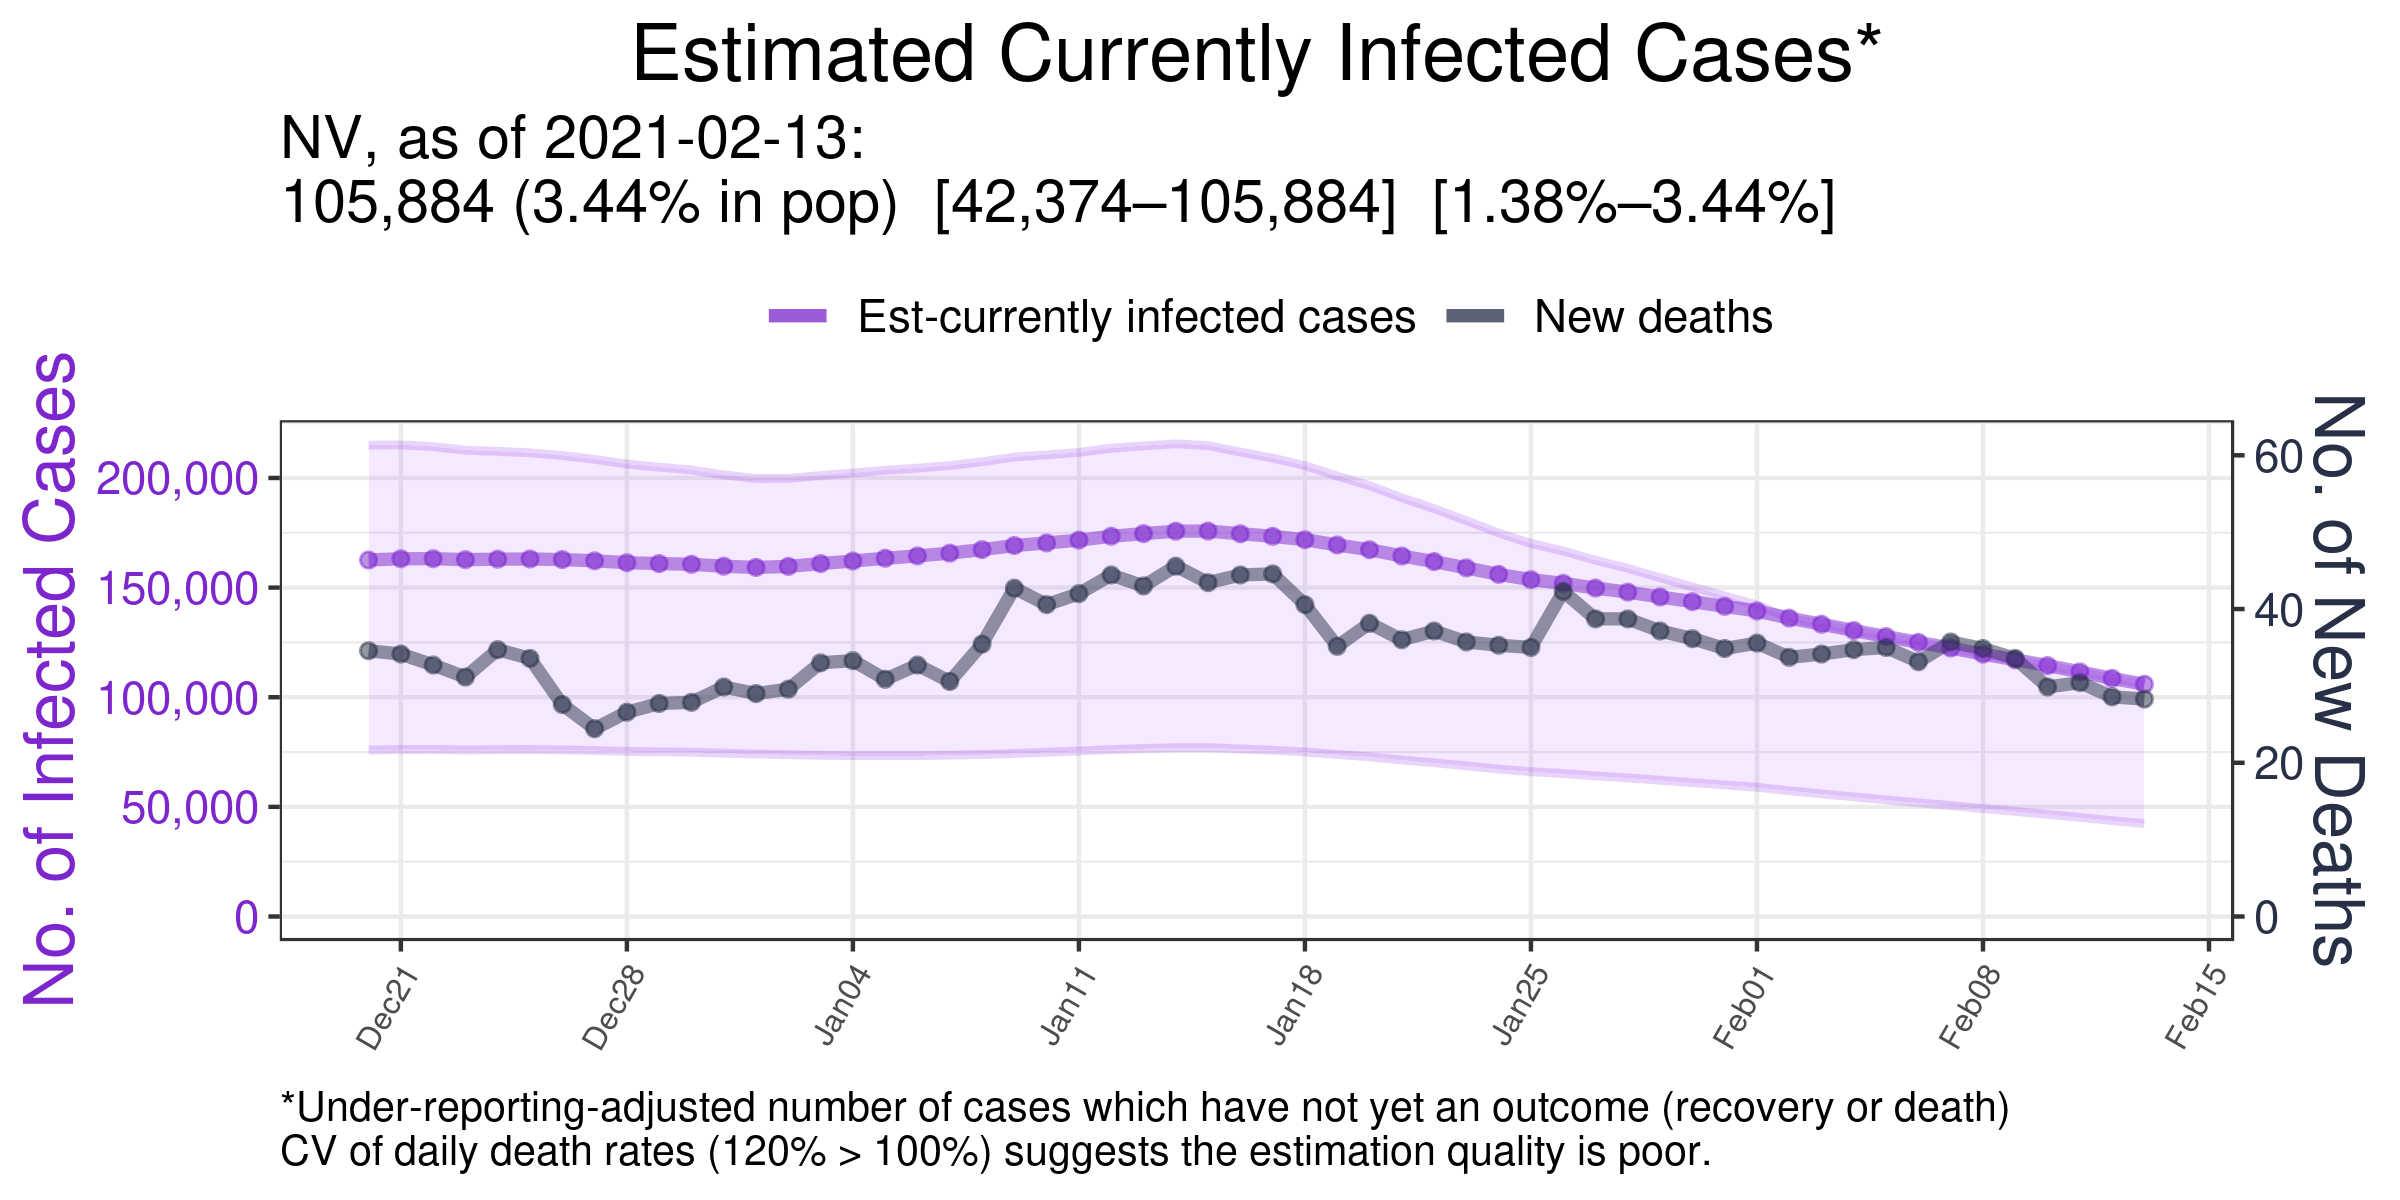 Estimated Currently Infected Cases*
NV, as of 2021-02-13:
105,884 (3.44% in pop) [42,374–105,884] [1.38%–3.44%]
Est-currently infected cases New deaths
No. of Infected Cases
200,000
150,000
100,000
50,000
0
60
40
20
0
No. of New Deaths
Dec21 Dec28 Jan04 Jan11 Jan18 Jan25 Feb01 Feb08 Feb15
*Under-reporting-adjusted number of cases which have not yet an outcome (recovery or death)
CV of daily death rates (120% > 100%) suggests the estimation quality is poor.